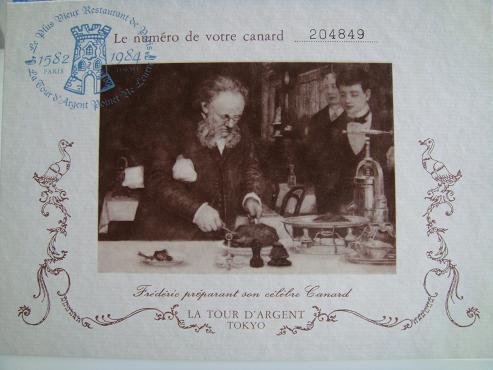 Le Plus Vieux Restaurant de Paris
1582 1984
PARIS TOKYO
La Tour d'Argent
Le numéro de votre canard 204849
Frédéric préparant son célèbre Canard
LA TOUR D'ARGENT
TOKYO